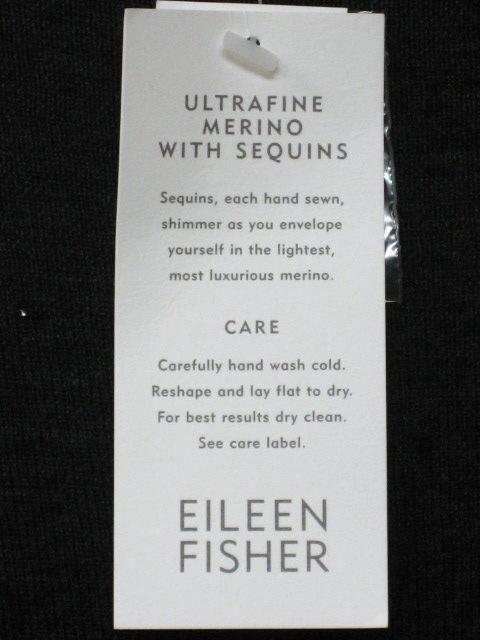 ULTRAFINE
MERINO
WITH SEQUINS
Sequins, each hand sewn,
shimmer as you envelope
yourself in the lightest,
most luxurious merino.
CARE
Carefully hand wash cold.
Reshape and lay flat to dry.
For best results dry clean.
See care label.
EILEEN
FISHER